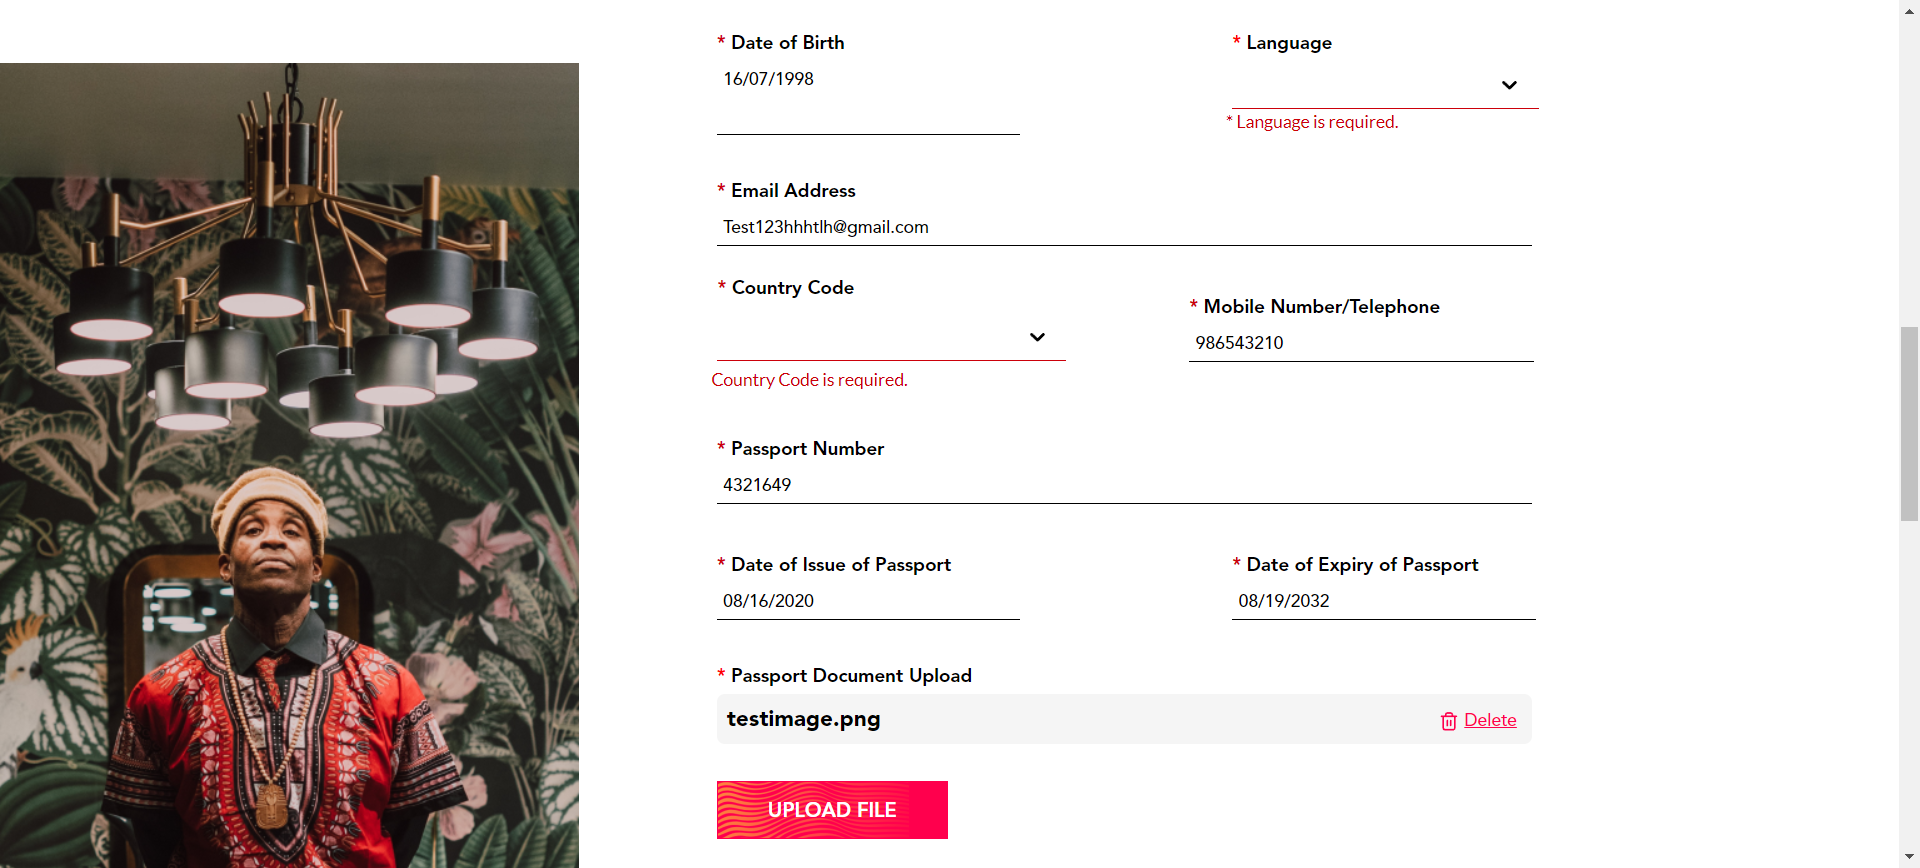 * Date of Birth
16/07/1998
* Language
* Language is required.
* Email Address
Test123hhhtlh@gmail.com
* Country Code
Country Code is required.
* Mobile Number/Telephone
986543210
* Passport Number
4321649
* Date of Issue of Passport
08/16/2020
* Date of Expiry of Passport
08/19/2032
* Passport Document Upload
testimage.png
Delete
UPLOAD FILE